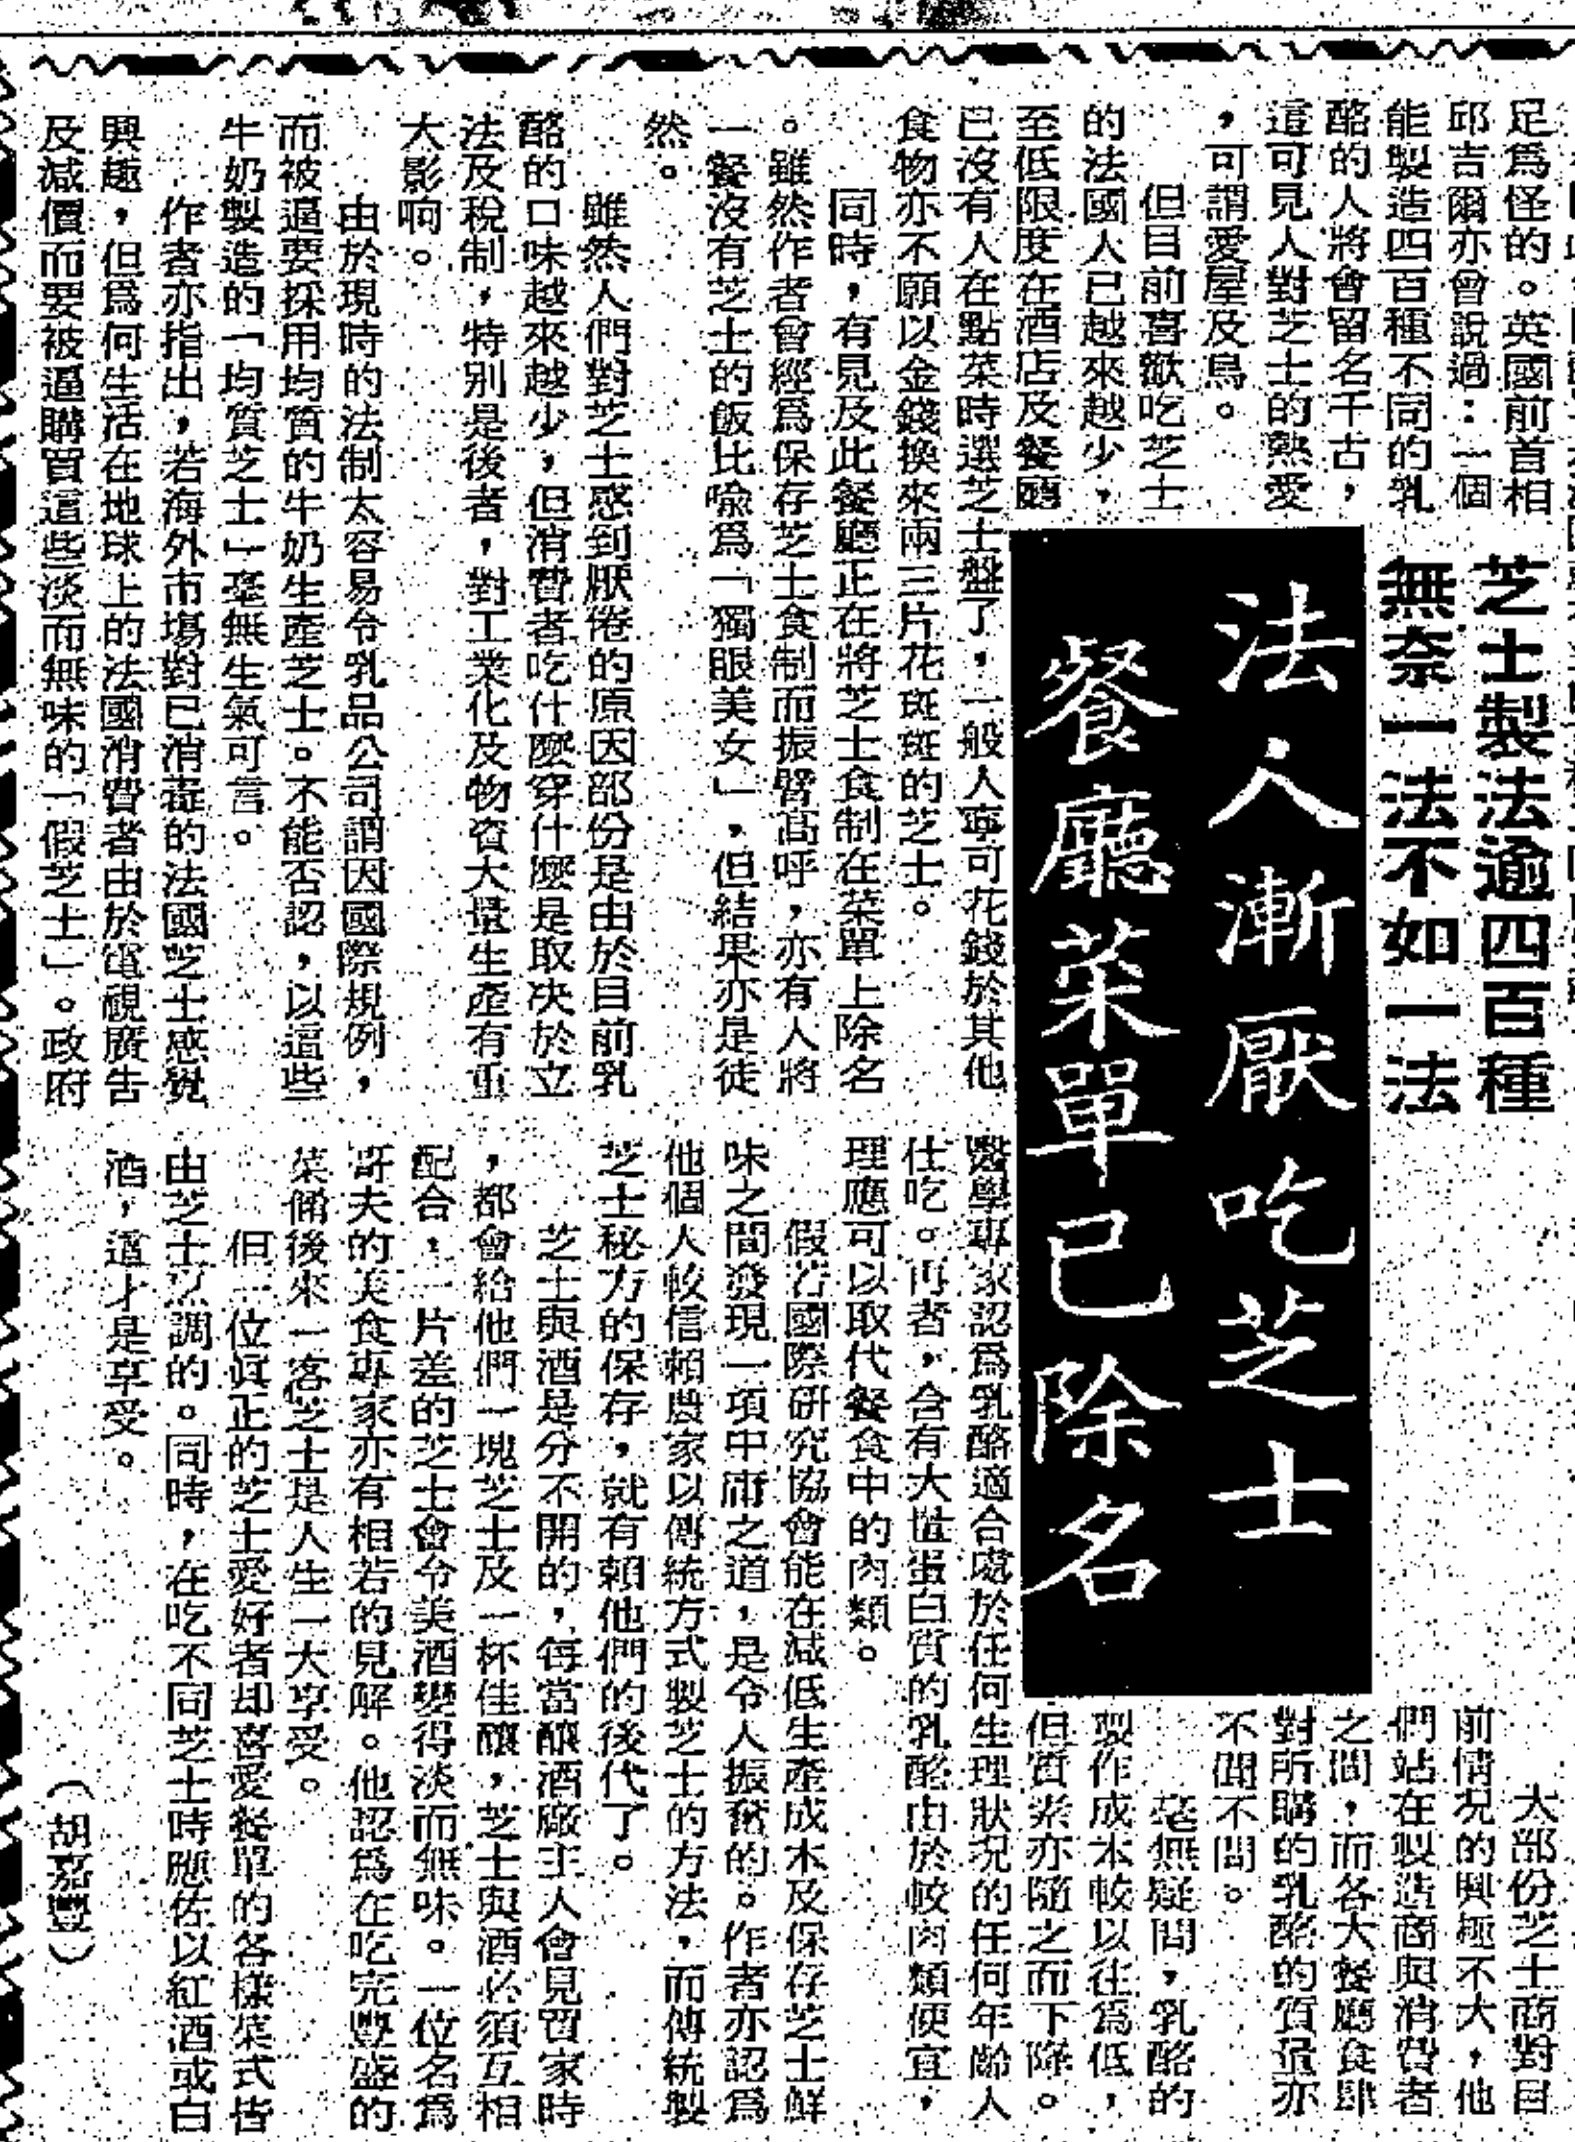 芝士製法逾四百種
無奈一法不如一法
法人漸厭吃芝士
餐廳菜單已除名
足爲怪的。英國前首相
邱吉爾亦曾說過：一個
能製造四百種不同的乳
酪的人將會留名千古，
這可見人對芝士的熱愛
，可謂愛屋及烏。
但目前喜歡吃芝士
的法國人已越來越少，
至低限度在酒店及餐廳
已沒有人在點菜時選芝士盤了，一般人寧可花錢於其他
食物亦不願以金錢換來兩三片花斑斑的芝士。
同時，有見及此餐廳正在將芝士食制在菜單上除名
。雖然作者會經爲保存芝士食制而振臂高呼，亦有人將
一餐沒有芝士的飯比喩爲「獨眼美女」，但結果亦是徒
然。
雖然人們對芝士感到厭倦的原因部份是由於目前乳
酪的口味越來越少，但消費者吃什麼穿什麼是取决於立
法及稅制，特別是後者，對工業化及物資大量生產有重
大影响。
由於現時的法制太容易令乳品公司謂因國際規例，
而被逼要採用均質的牛奶生產芝士。不能否認，以這些
牛奶製造的「均質芝士」毫無生氣可言。
作者亦指出，若海外市塲對已消毒的法國芝士感覺
興趣，但爲何生活在地球上的法國消費者由於電視廣告
及減價而要被逼購買這些淡而無味的「假芝士」。政府
大部份芝士商對目
前情況的興極不大，他
們站在製造商與消費者
之間，而各大餐廳食肆
對所購的乳酪的質量亦
不聞不問。
毫無疑問，乳酪的
製作成本較以往爲低，
但質素亦隨之而下降。
醫學專家認爲乳酪適合處於任何生理狀況的任何年齡人
仕吃。再者，含有大量蛋白質的乳酪由於較肉類便宜，
理應可以取代餐食中的肉類。
假若國際研究協會能在減低生產成本及保存芝士鮮
味之間發現一項中庸之道，是令人振奮的。作者亦認爲
他個人較信賴農家以傳統方式製芝士的方法，而傳統製
芝士秘方的保存，就有賴他們的後代了。
芝士與酒是分不開的，每當釀酒廠主人會見買家時
，都會給他們一塊芝士及一杯佳釀，芝士與酒必須互相
配合，一片差的芝士會令美酒變得淡而無味。一位名爲
哥夫的美食專家亦有相若的見解。他認爲在吃完豐盛的
菜餚後來一客芝士是人生一大享受。
但一位眞正的芝士愛好者却喜愛餐單的各樣菜式皆
由芝士烹調的。同時，在吃不同芝士時應佐以紅酒或白
酒，這才是享受。
（胡嘉豐）